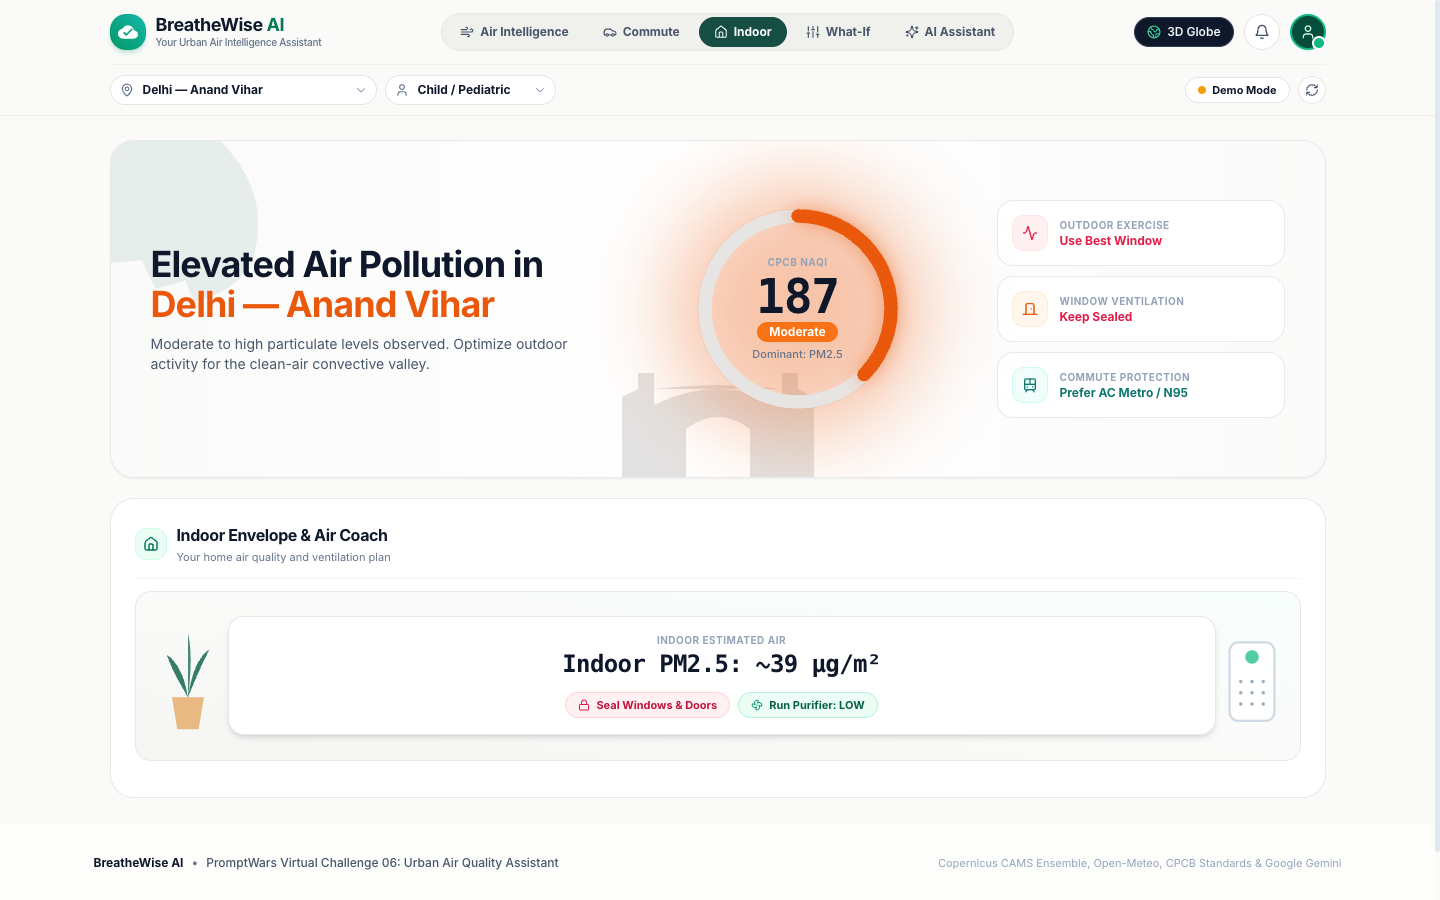 BreatheWise AI
Your Urban Air Intelligence Assistant
Air Intelligence
Commute
Indoor
What-If
AI Assistant
3D Globe
Delhi — Anand Vihar
Child / Pediatric
Demo Mode
Elevated Air Pollution in
Delhi — Anand Vihar
Moderate to high particulate levels observed. Optimize outdoor
activity for the clean-air convective valley.
CPCB NAQI
187
Moderate
Dominant: PM2.5
OUTDOOR EXERCISE
Use Best Window
WINDOW VENTILATION
Keep Sealed
COMMUTE PROTECTION
Prefer AC Metro / N95
Indoor Envelope & Air Coach
Your home air quality and ventilation plan
INDOOR ESTIMATED AIR
Indoor PM2.5: ~39 µg/m²
Seal Windows & Doors
Run Purifier: LOW
BreatheWise AI • PromptWars Virtual Challenge 06: Urban Air Quality Assistant
Copernicus CAMS Ensemble, Open-Meteo, CPCB Standards & Google Gemini